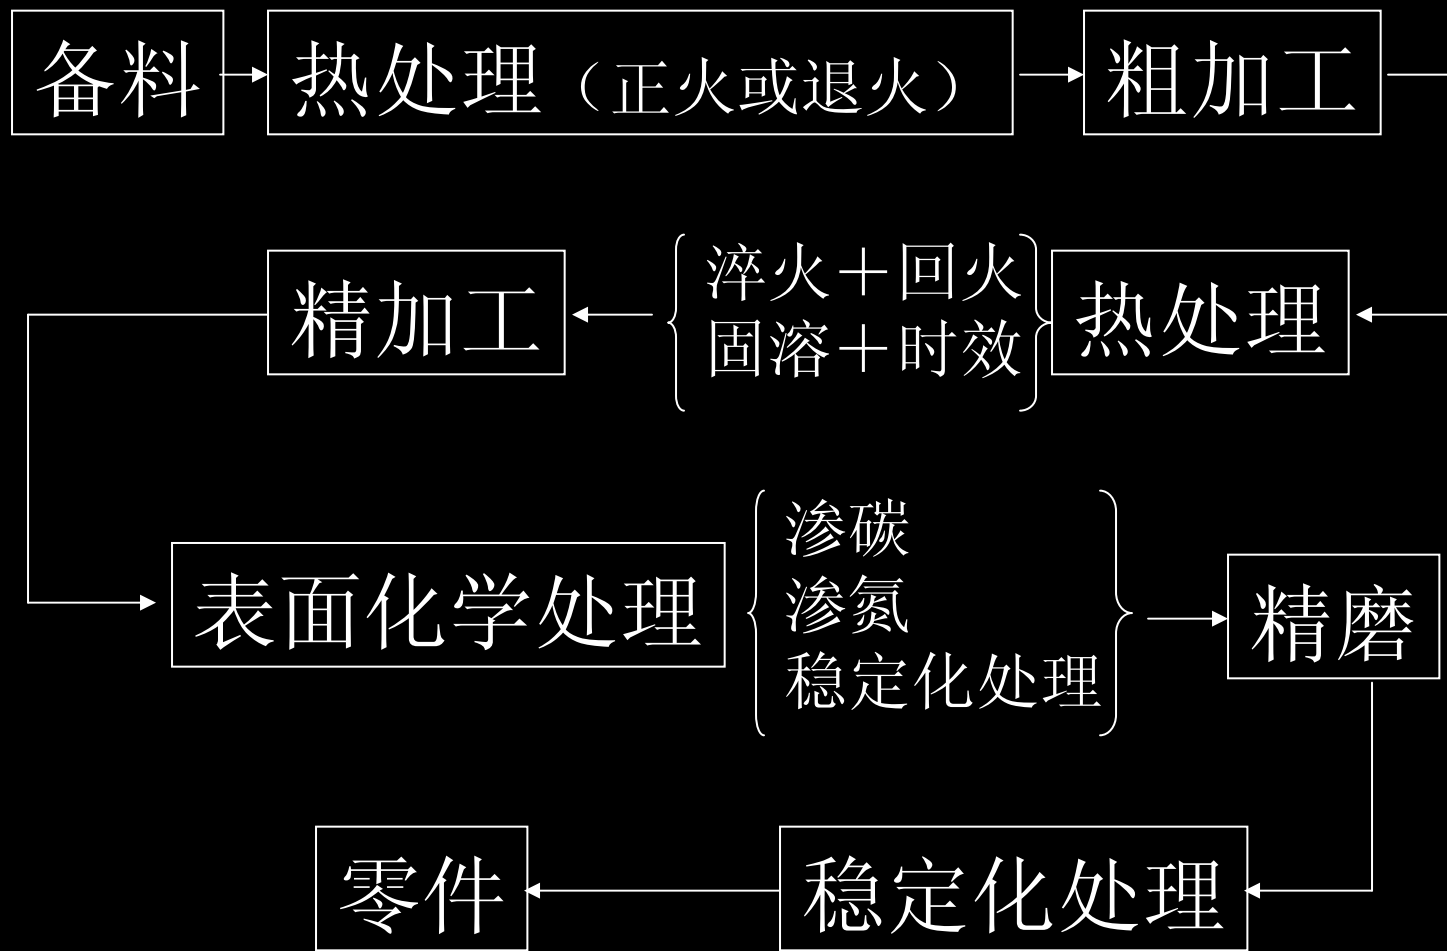 备料
热处理（正火或退火）
粗加工
热处理
淬火＋回火
固溶＋时效
精加工
表面化学处理
渗碳
渗氮
稳定化处理
精磨
稳定化处理
零件